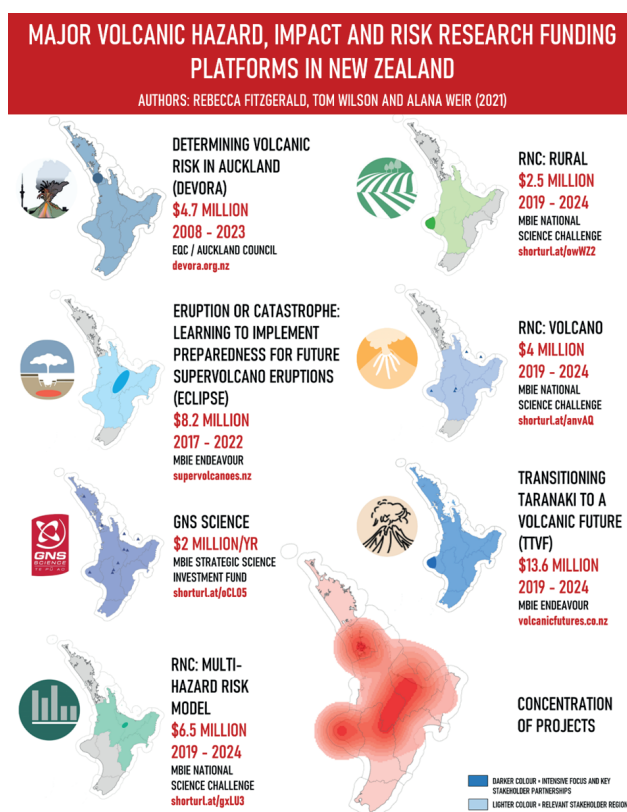 MAJOR VOLCANIC HAZARD, IMPACT AND RISK RESEARCH FUNDING
PLATFORMS IN NEW ZEALAND
AUTHORS: REBECCA FITZGERALD, TOM WILSON AND ALANA WEIR (2021)
DETERMINING VOLCANIC
RISK IN AUCKLAND
(DEVORA)
$4.7 MILLION
2008 - 2023
EQC / AUCKLAND COUNCIL
devora.org.nz
RNC: RURAL
$2.5 MILLION
2019 - 2024
MBIE NATIONAL
SCIENCE CHALLENGE
shorturl.at/owWZ2
ERUPTION OR CATASTROPHE:
LEARNING TO IMPLEMENT
PREPAREDNESS FOR FUTURE
SUPERVOLCANO ERUPTIONS
(ECLIPSE)
$8.2 MILLION
2017 - 2022
MBIE ENDEAVOUR
supervolcanoes.nz
RNC: VOLCANO
$4 MILLION
2019 - 2024
MBIE NATIONAL
SCIENCE CHALLENGE
shorturl.at/anvAQ
GNS
SCIENCE
TE PŪ AO
GNS SCIENCE
$2 MILLION/YR
MBIE STRATEGIC SCIENCE
INVESTMENT FUND
shorturl.at/oCLO5
TRANSITIONING
TARANAKI TO A
VOLCANIC FUTURE
(TTVF)
$13.6 MILLION
2019 - 2024
MBIE ENDEAVOUR
volcanicfutures.co.nz
RNC: MULTI-
HAZARD RISK
MODEL
$6.5 MILLION
2019 - 2024
MBIE NATIONAL
SCIENCE CHALLENGE
shorturl.at/gxLU3
CONCENTRATION
OF PROJECTS
DARKER COLOUR = INTENSIVE FOCUS AND KEY
STAKEHOLDER PARTNERSHIPS
LIGHTER COLOUR = RELEVANT STAKEHOLDER REGION